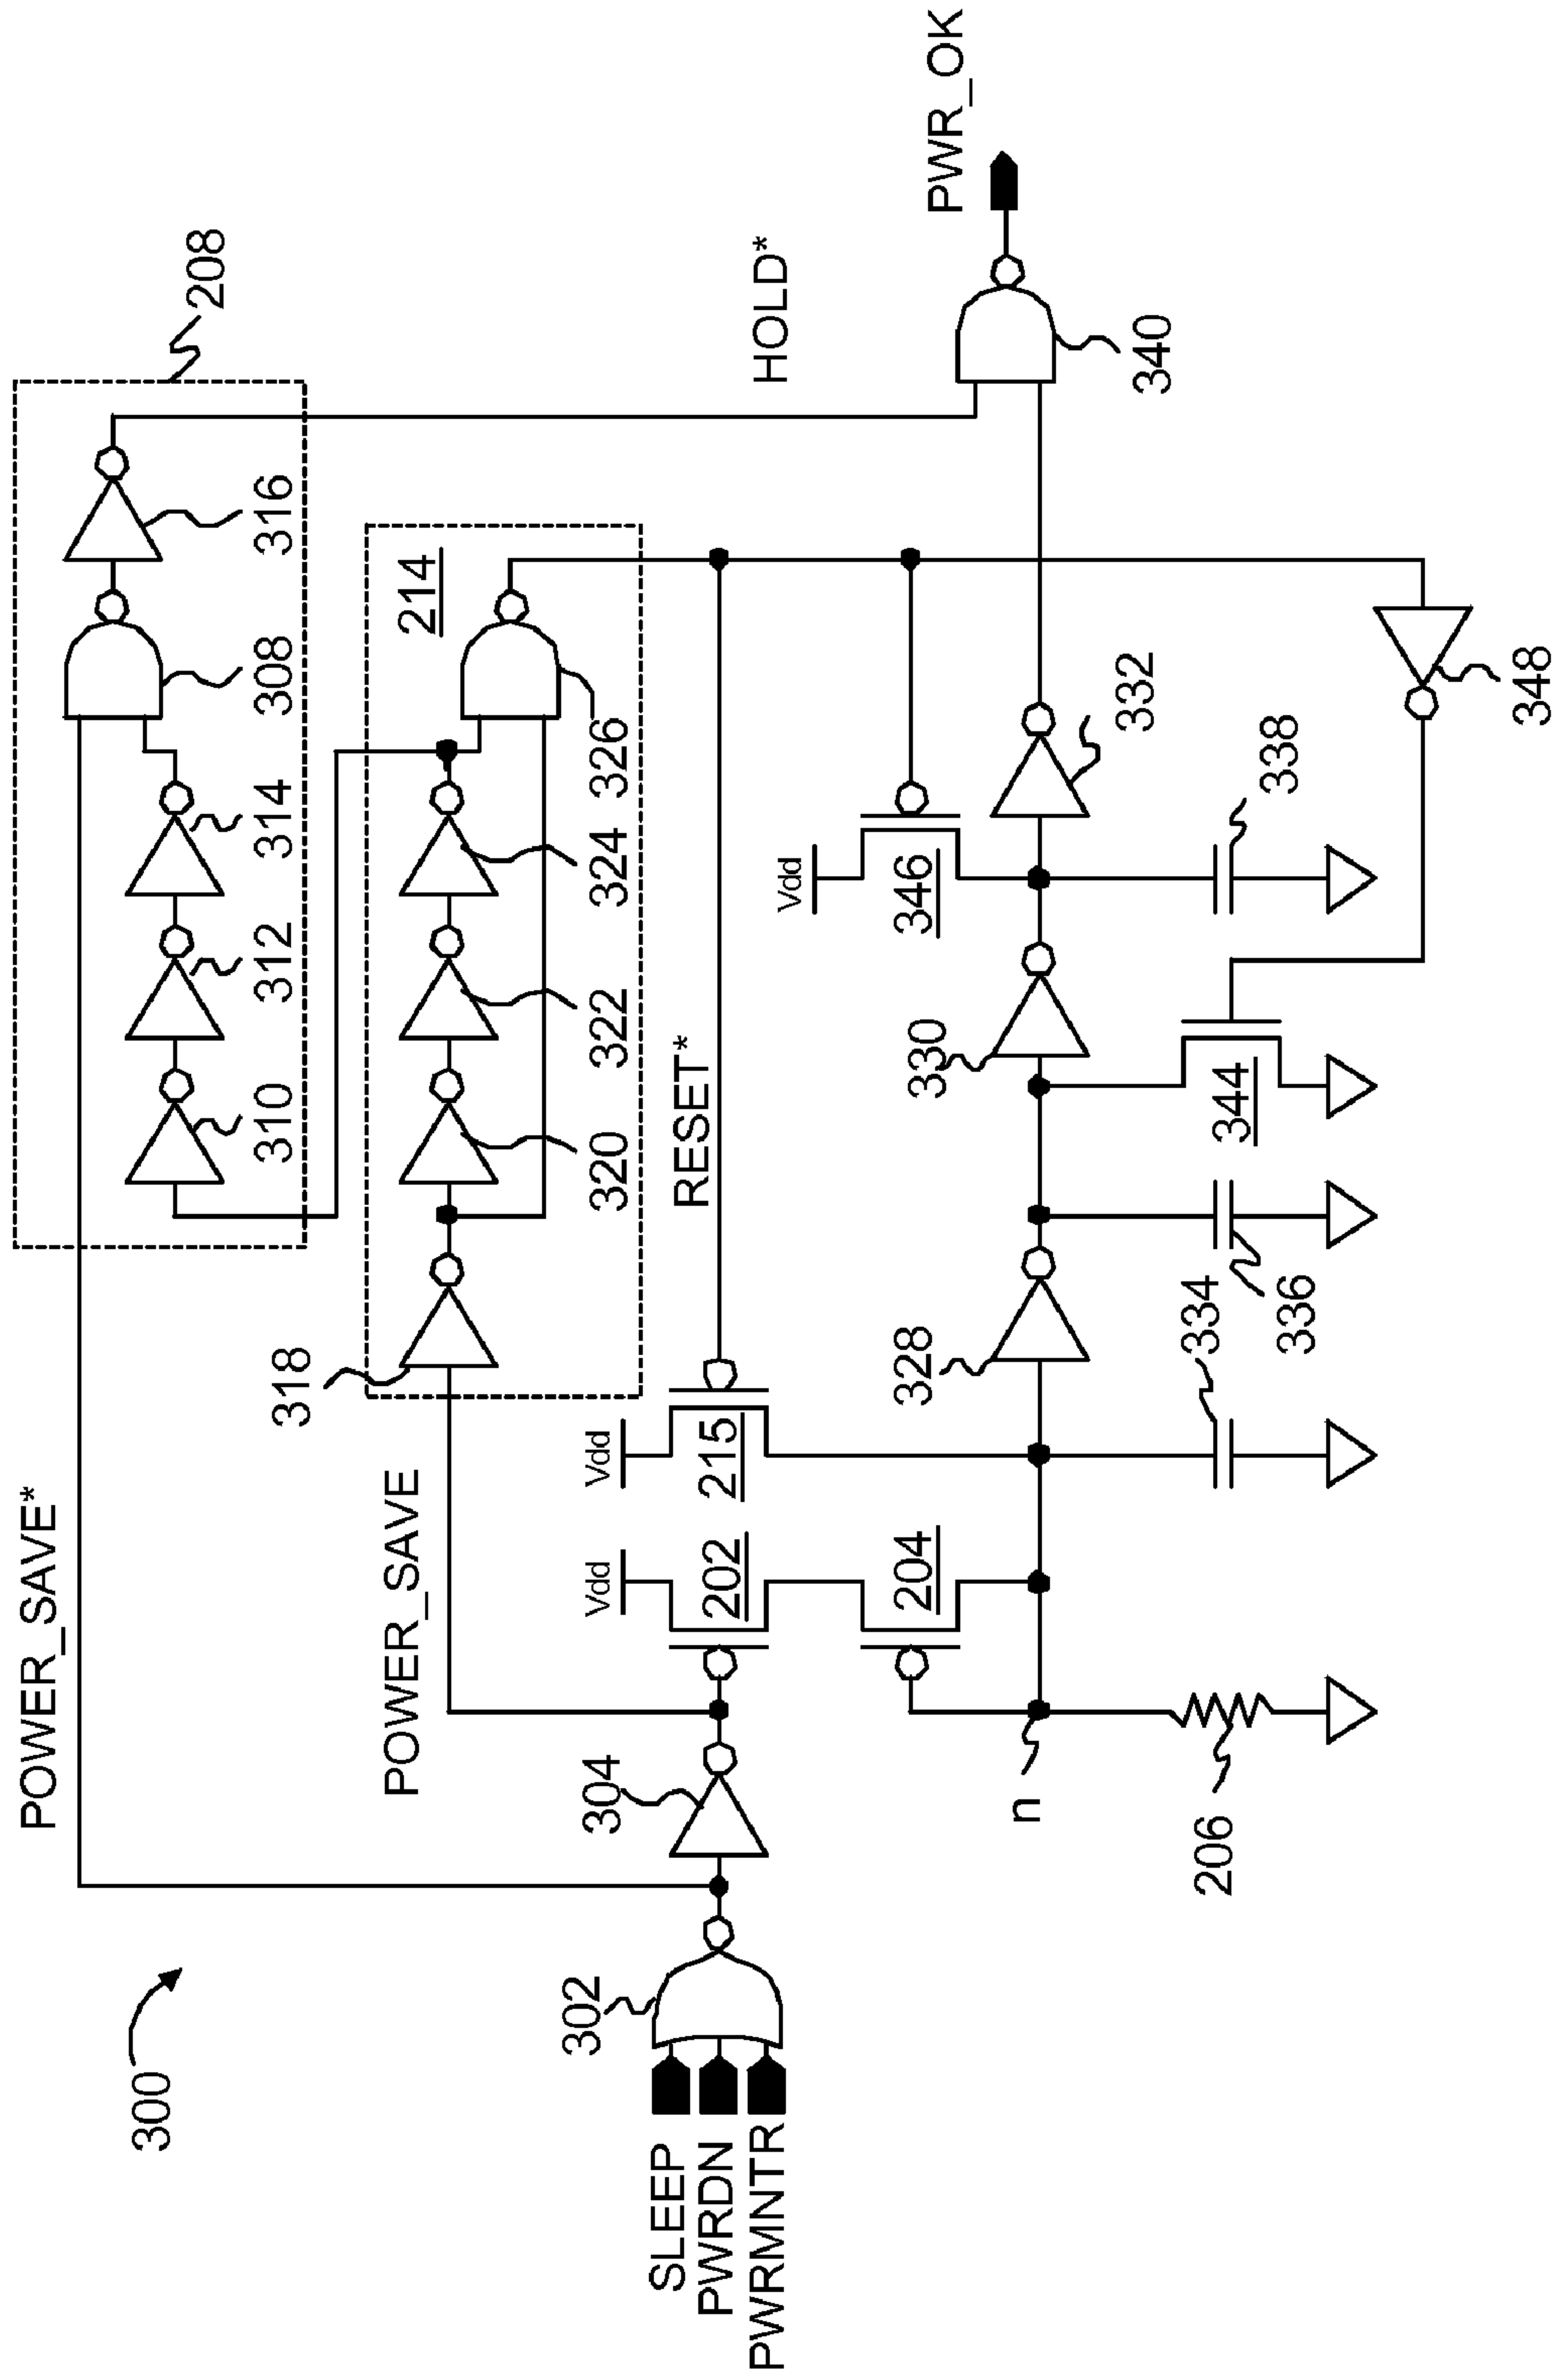 300
POWER_SAVE*
208
310
312
314
308
316
POWER_SAVE
318
214
320
322
324
326
HOLD*
SLEEP
PWRDN
PWRMNTR
302
304
Vdd
202
204
Vdd
215
RESET*
n
206
328
334
336
330
344
Vdd
346
338
332
348
340
PWR_OK